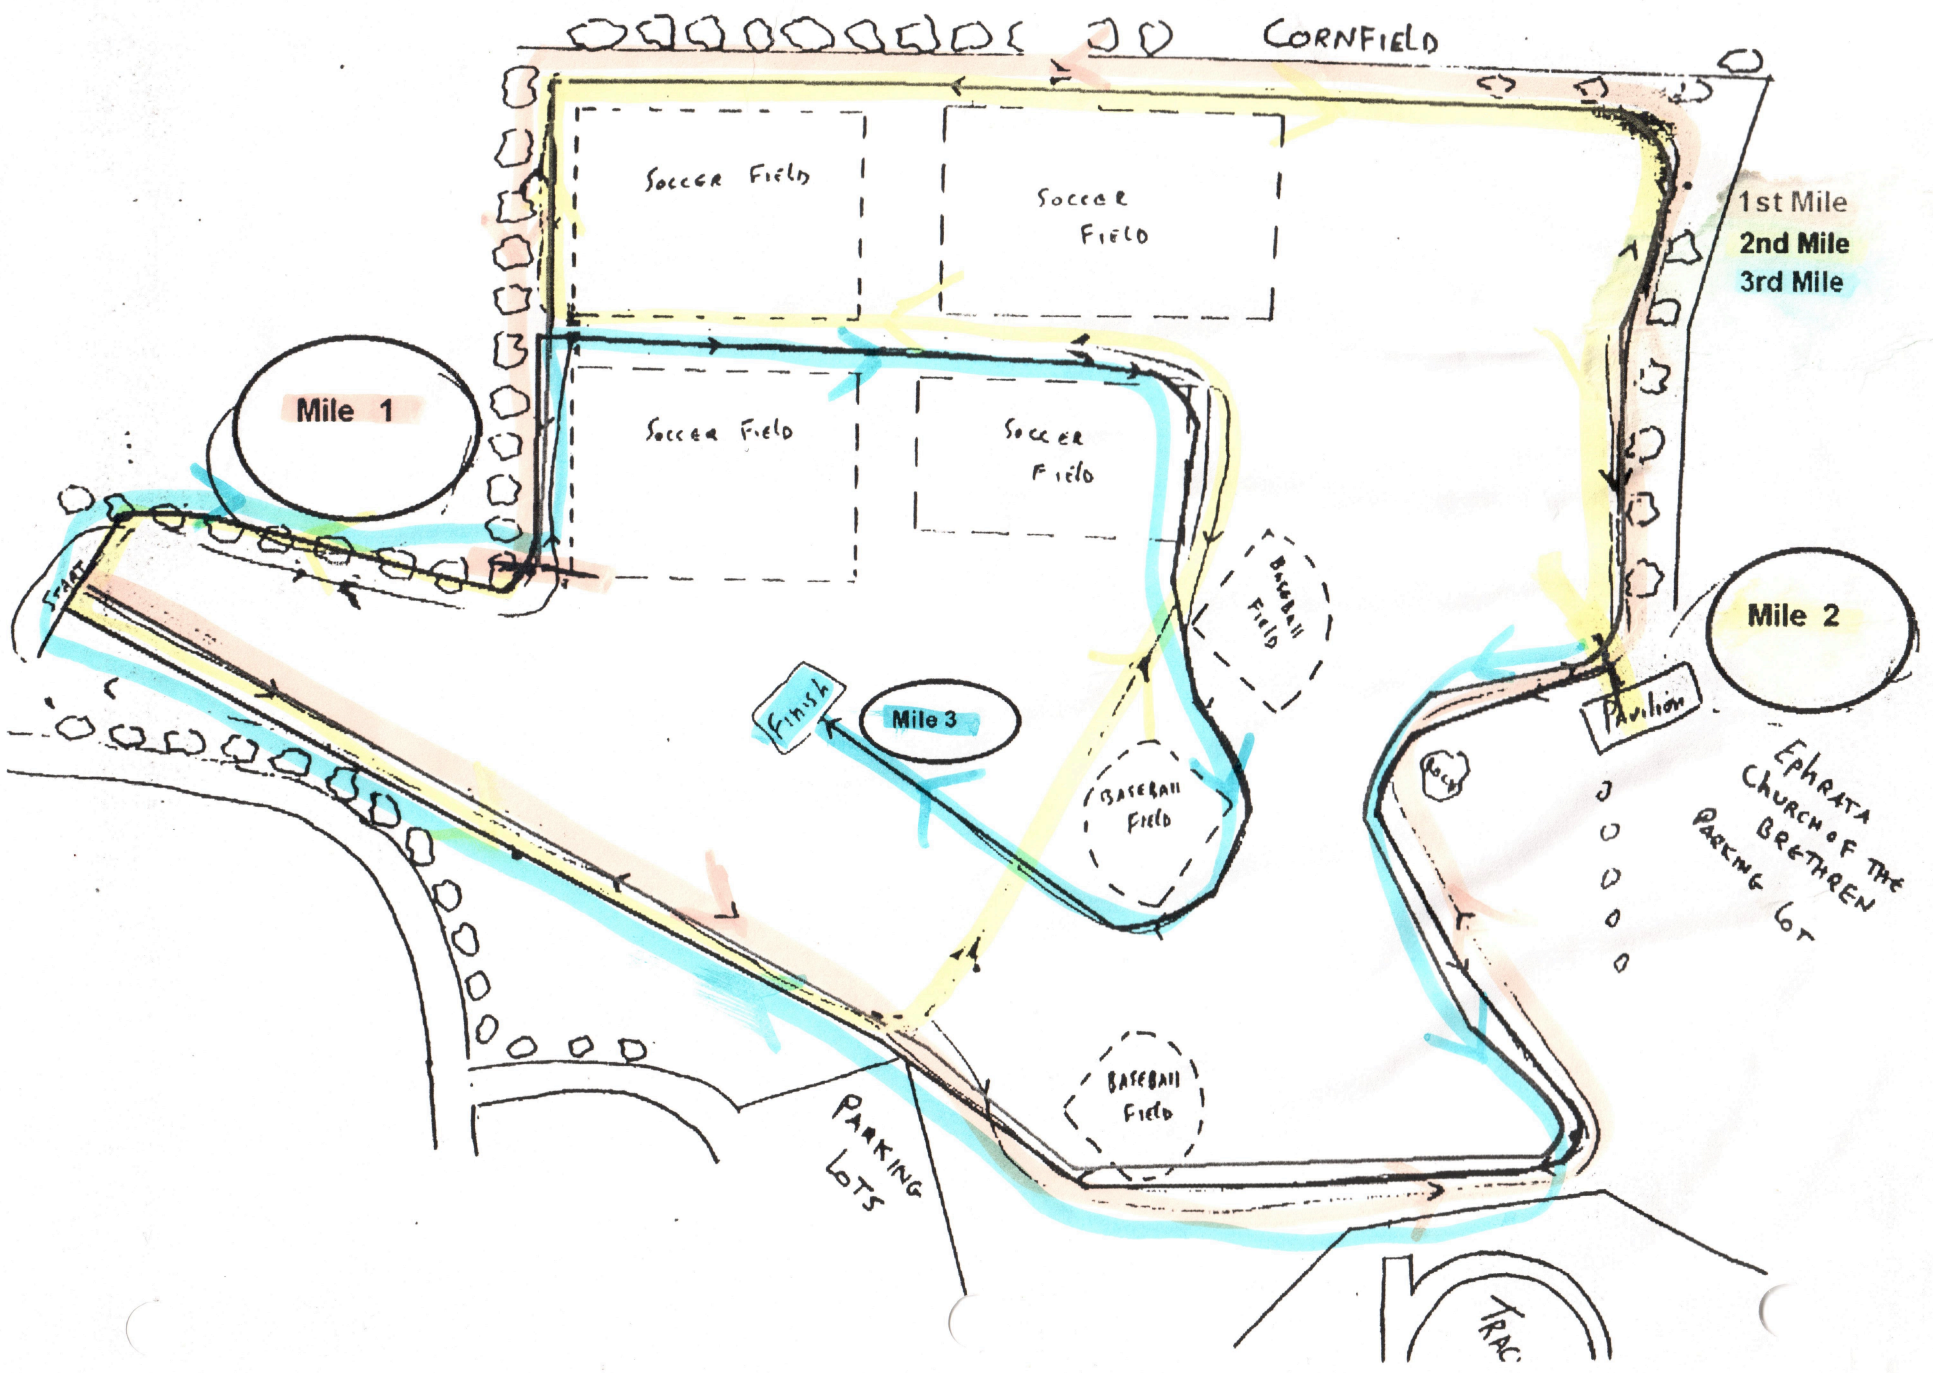 CORNFIELD
SOCCER FIELD
SOCCER
FIELD
1st Mile
2nd Mile
3rd Mile
Mile 1
SOCCER FIELD
SOCCER
FIELD
START
BASEBALL
FIELD
Mile 2
Finish
Mile 3
PAVILION
ROCK
BASEBALL
FIELD
EPHRATA
CHURCH OF THE
BRETHREN
PARKING
LOT
BASEBALL
FIELD
PARKING
LOTS
TRAC